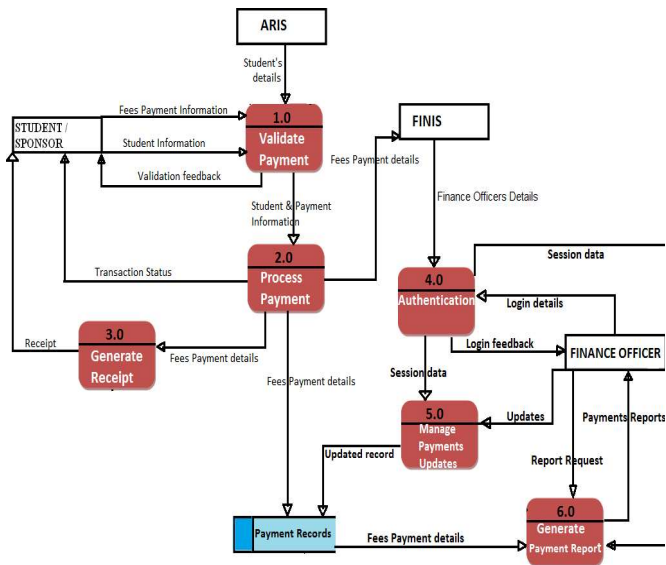 ARIS
Student's
details
Fees Payment Information
STUDENT /
SPONSOR
Student Information
Validation feedback
1.0
Validate
Payment
FINIS
Fees Payment details
Finance Officers Details
Student & Payment
Information
Session data
2.0
Process
Payment
Transaction Status
4.0
Authentication
Login details
3.0
Generate
Receipt
Receipt
Fees Payment details
Fees Payment details
Login feedback
FINANCE OFFICER
Session data
5.0
Manage
Payments
Updates
Updates
Payments Reports
Updated record
Report Request
6.0
Generate
Payment Report
Payment Records
Fees Payment details